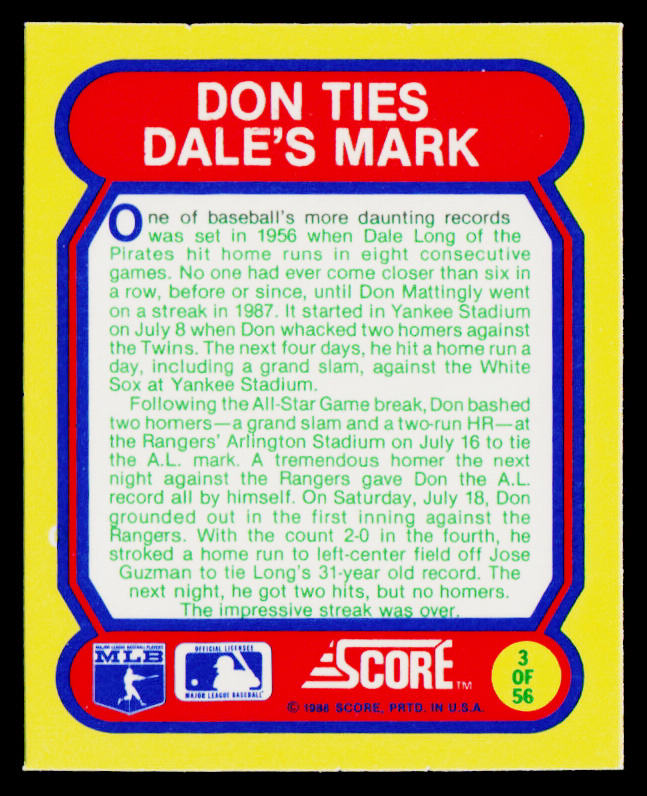 DON TIES
DALE'S MARK
One of baseball's more daunting records
was set in 1956 when Dale Long of the
Pirates hit home runs in eight consecutive
games. No one had ever come closer than six in
a row, before or since, until Don Mattingly went
on a streak in 1987. It started in Yankee Stadium
on July 8 when Don whacked two homers against
the Twins. The next four days, he hit a home run a
day, including a grand slam, against the White
Sox at Yankee Stadium.
Following the All-Star Game break, Don bashed
two homers—a grand slam and a two-run HR—at
the Rangers' Arlington Stadium on July 16 to tie
the A.L. mark. A tremendous homer the next
night against the Rangers gave Don the A.L.
record all by himself. On Saturday, July 18, Don
grounded out in the first inning against the
Rangers. With the count 2-0 in the fourth, he
stroked a home run to left-center field off Jose
Guzman to tie Long's 31-year old record. The
next night, he got two hits, but no homers.
The impressive streak was over.
MAJOR LEAGUE BASEBALL PLAYERS
MLB
OFFICIAL LICENSEE
MAJOR LEAGUE BASEBALL
SCORE TM
© 1988 SCORE, PRTD. IN U.S.A.
3
OF
56